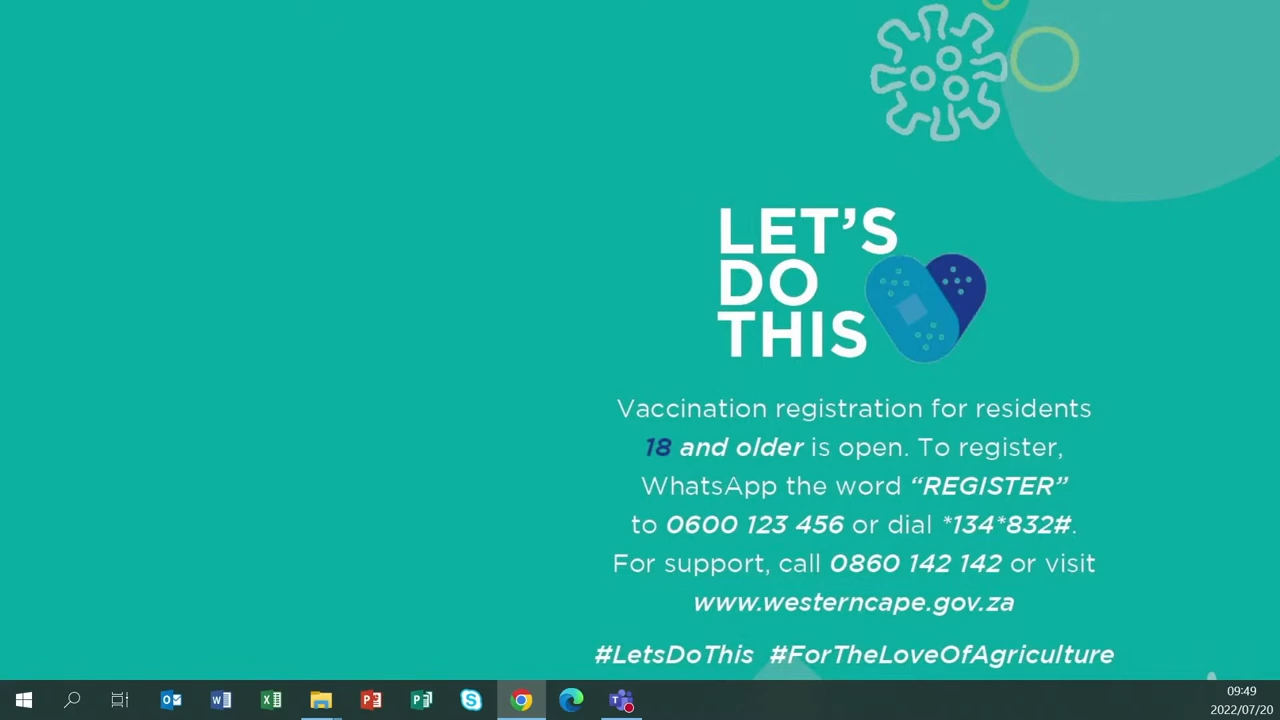 LET'S
DO
THIS
Vaccination registration for residents
18 and older is open. To register,
WhatsApp the word “REGISTER”
to 0600 123 456 or dial *134*832#.
For support, call 0860 142 142 or visit
www.westerncape.gov.za
#LetsDoThis #ForTheLoveOfAgriculture
09:49
2022/07/20